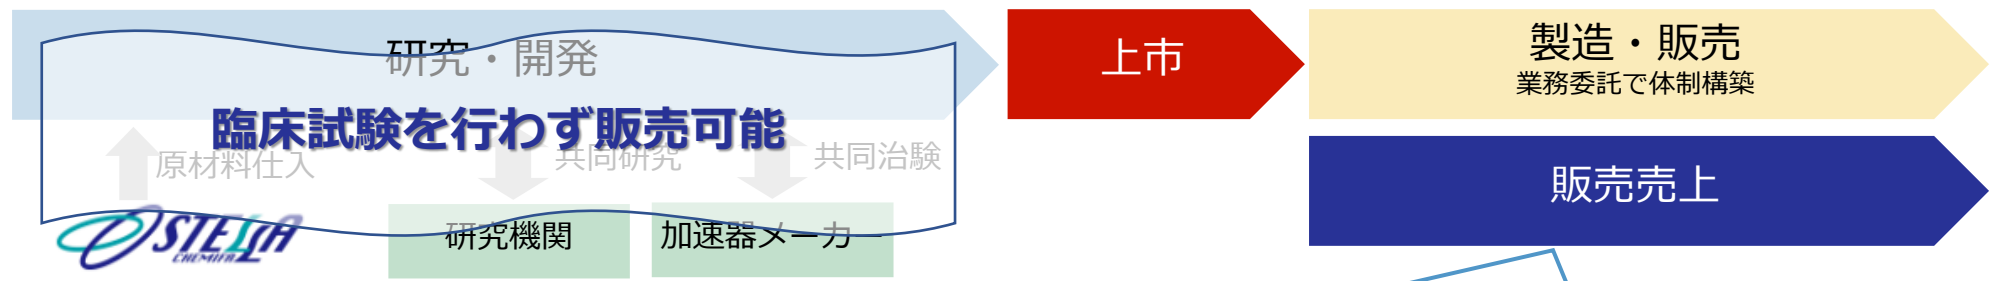 研究・開発
上市
製造・販売
業務委託で体制構築
臨床試験を行わず販売可能
原材料仕入
共同研究
共同治験
販売売上
STELLA
CHEMIFA
研究機関
加速器メーカー